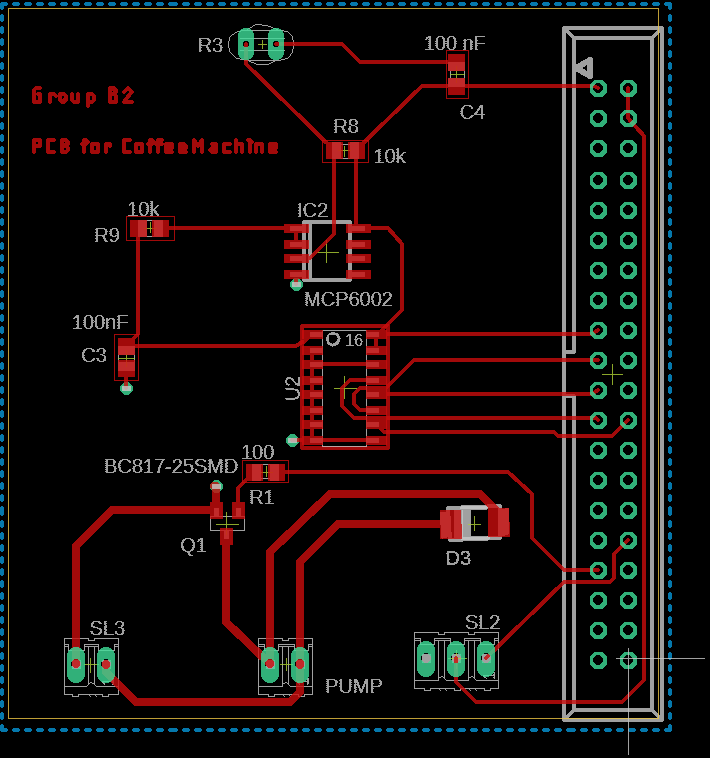 R3
100 nF
C4
Group B2
PCB for CoffeeMachine
R8
10k
10k
R9
IC2
MCP6002
100nF
C3
16
U2
100
BC817-25SMD
R1
Q1
D3
SL3
SL2
PUMP